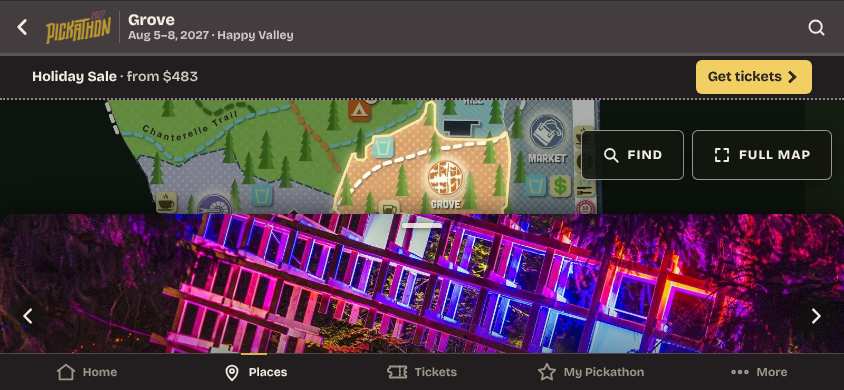 PICKATHON
Grove
Aug 5–8, 2027 · Happy Valley
Holiday Sale · from $483
Get tickets
Chanterelle Trail
MARKET
FIND
FULL MAP
$
GROVE
Home
Places
Tickets
My Pickathon
More